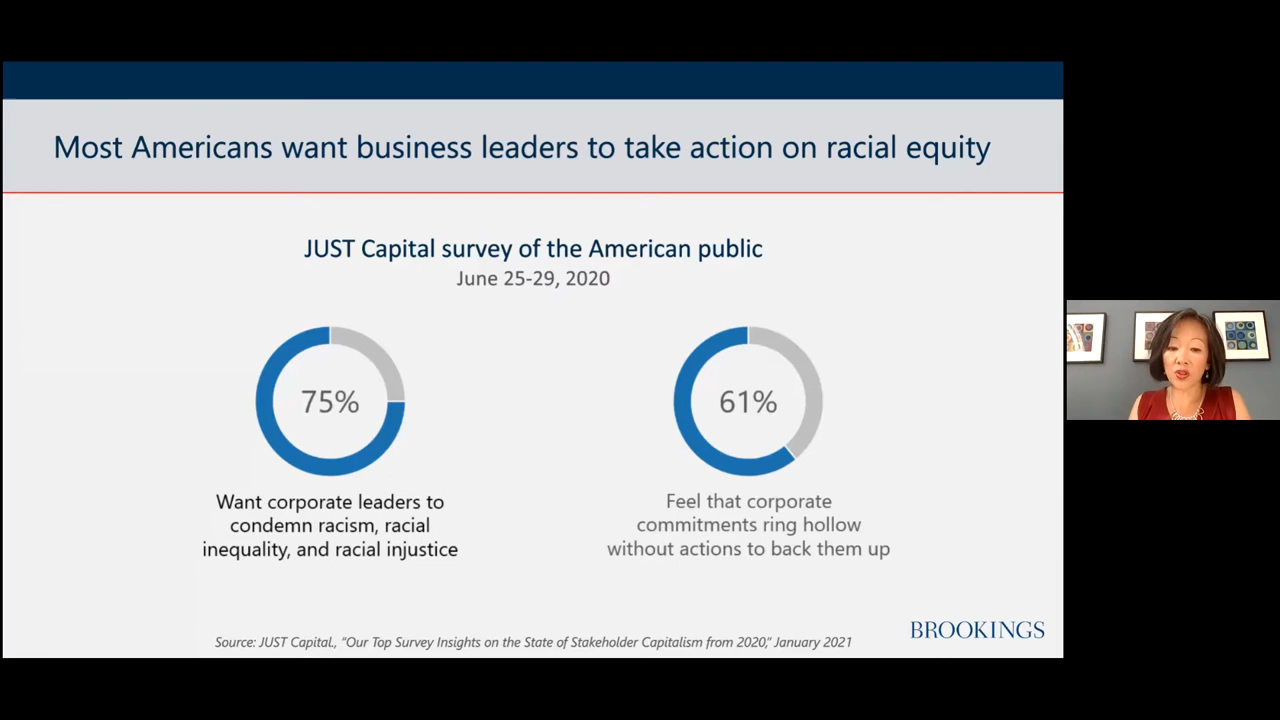 Most Americans want business leaders to take action on racial equity
JUST Capital survey of the American public
June 25-29, 2020
75%
Want corporate leaders to
condemn racism, racial
inequality, and racial injustice
61%
Feel that corporate
commitments ring hollow
without actions to back them up
Source: JUST Capital., “Our Top Survey Insights on the State of Stakeholder Capitalism from 2020,” January 2021
BROOKINGS